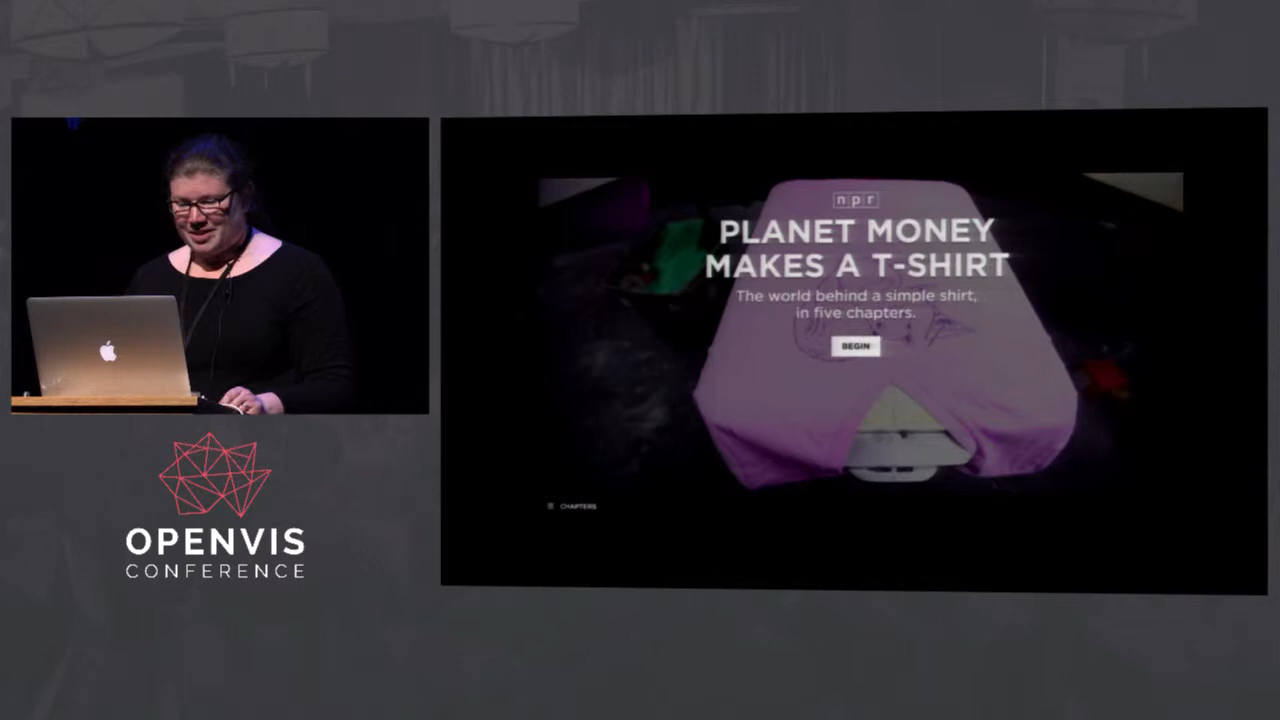 npr
PLANET MONEY
MAKES A T-SHIRT
The world behind a simple shirt,
in five chapters.
BEGIN
CHAPTERS
OPENVIS
CONFERENCE